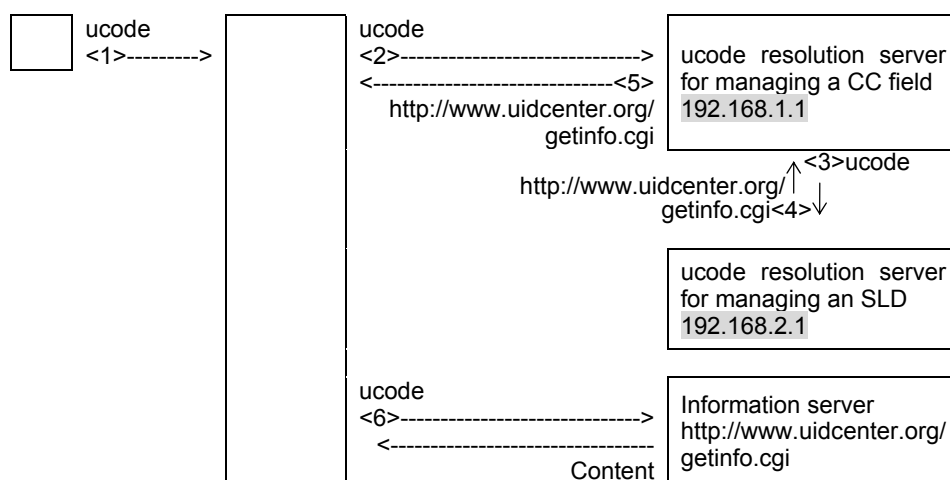 ucode
<1>--------->
ucode
<2>------------------------------>
<------------------------------<5>
http://www.uidcenter.org/
getinfo.cgi
ucode resolution server
for managing a CC field
192.168.1.1
<3>ucode
http://www.uidcenter.org/
getinfo.cgi<4>
ucode resolution server
for managing an SLD
192.168.2.1
ucode
<6>------------------------------>
<---------------------------------
Content
Information server
http://www.uidcenter.org/
getinfo.cgi